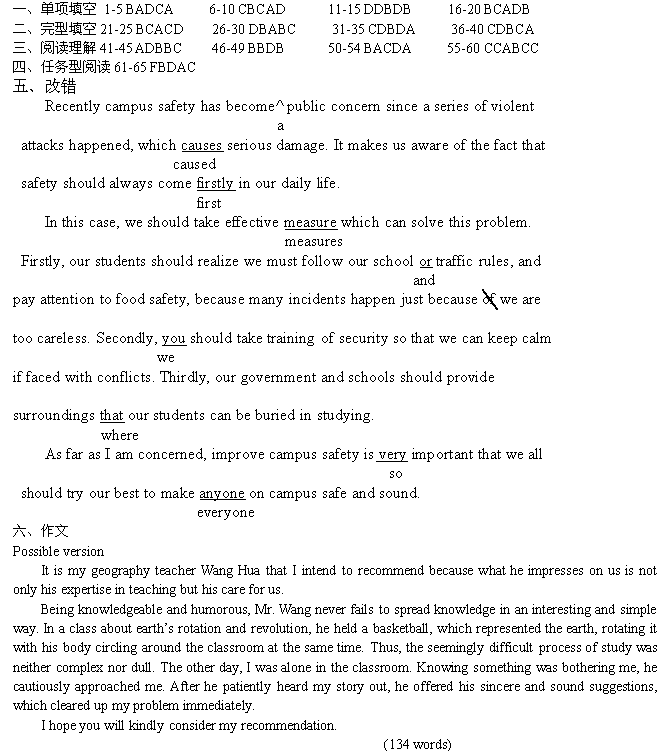 一、单项填空 1-5 BADCA 6-10 CBCAD 11-15 DDBDB 16-20 BCADB
二、完型填空 21-25 BCACD 26-30 DBABC 31-35 CDBDA 36-40 CDBCA
三、阅读理解 41-45 ADBBC 46-49 BBDB 50-54 BACDA 55-60 CCABCC
四、任务型阅读 61-65 FBDAC
五、改错
Recently campus safety has become^ public concern since a series of violent
a
attacks happened, which causes serious damage. It makes us aware of the fact that
caused
safety should always come firstly in our daily life.
first
In this case, we should take effective measure which can solve this problem.
measures
Firstly, our students should realize we must follow our school or traffic rules, and
and
pay attention to food safety, because many incidents happen just because of we are
too careless. Secondly, you should take training of security so that we can keep calm
we
if faced with conflicts. Thirdly, our government and schools should provide
surroundings that our students can be buried in studying.
where
As far as I am concerned, improve campus safety is very important that we all
so
should try our best to make anyone on campus safe and sound.
everyone
六、作文
Possible version
It is my geography teacher Wang Hua that I intend to recommend because what he impresses on us is not
only his expertise in teaching but his care for us.
Being knowledgeable and humorous, Mr. Wang never fails to spread knowledge in an interesting and simple
way. In a class about earth's rotation and revolution, he held a basketball, which represented the earth, rotating it
with his body circling around the classroom at the same time. Thus, the seemingly difficult process of study was
neither complex nor dull. The other day, I was alone in the classroom. Knowing something was bothering me, he
cautiously approached me. After he patiently heard my story out, he offered his sincere and sound suggestions,
which cleared up my problem immediately.
I hope you will kindly consider my recommendation.
(134 words)